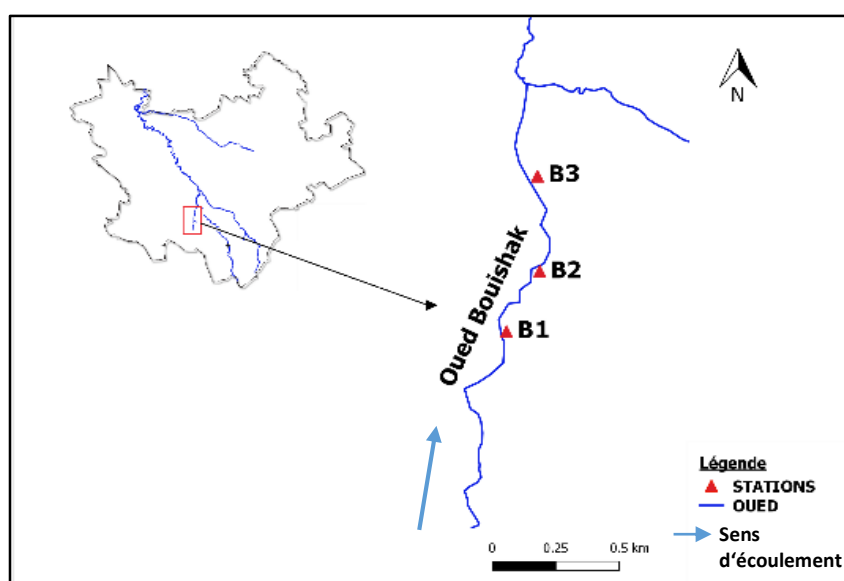 N
B3
B2
B1
Oued Bouishak
Légende
STATIONS
OUED
Sens
d'écoulement
0 0.25 0.5 km